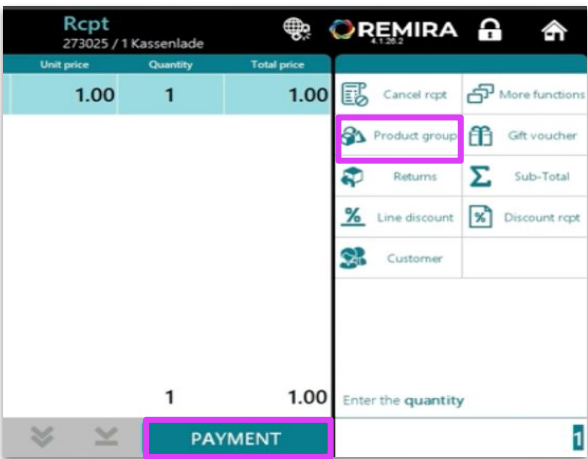 Rcpt
273025 / 1 Kassenlade
REMIRA
4.1.26.2
Unit price Quantity Total price
1.00 1 1.00
Cancel rcpt More functions
Product group Gift voucher
Returns Sub-Total
% Line discount % Discount rcpt
Customer
1 1.00
Enter the quantity
PAYMENT
1